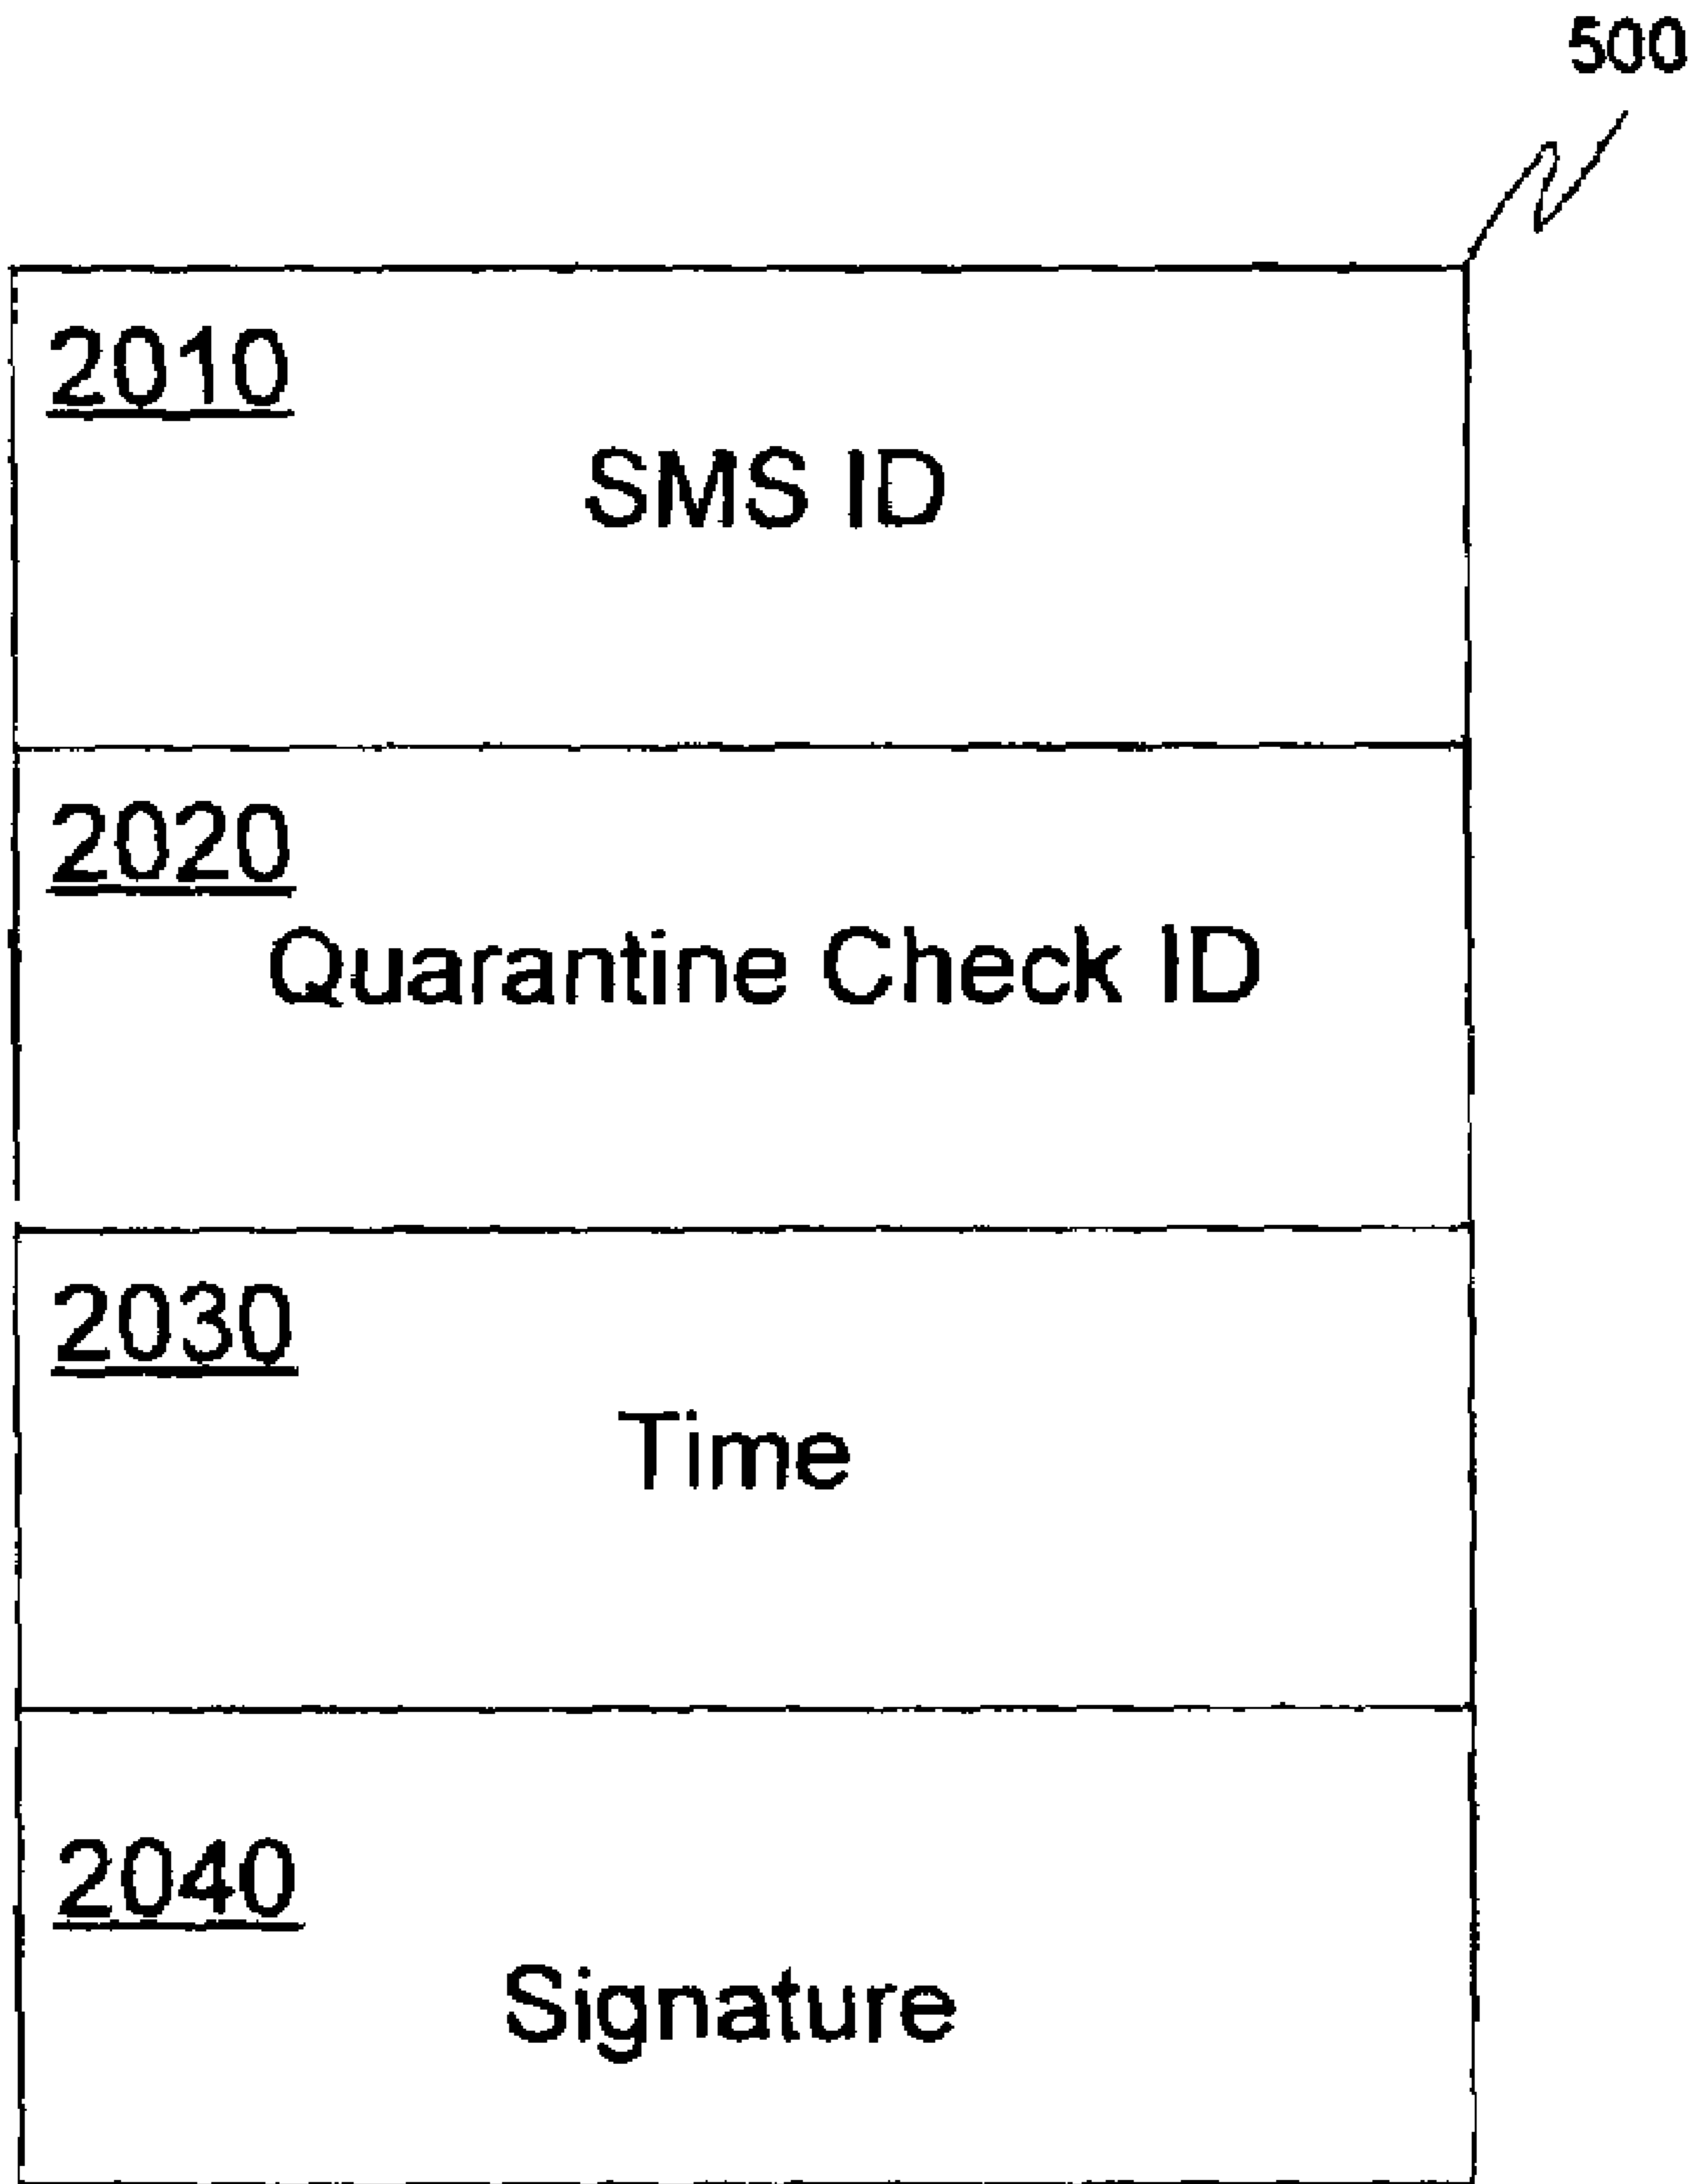 500
2010
SMS ID
2020
Quarantine Check ID
2030
Time
2040
Signature